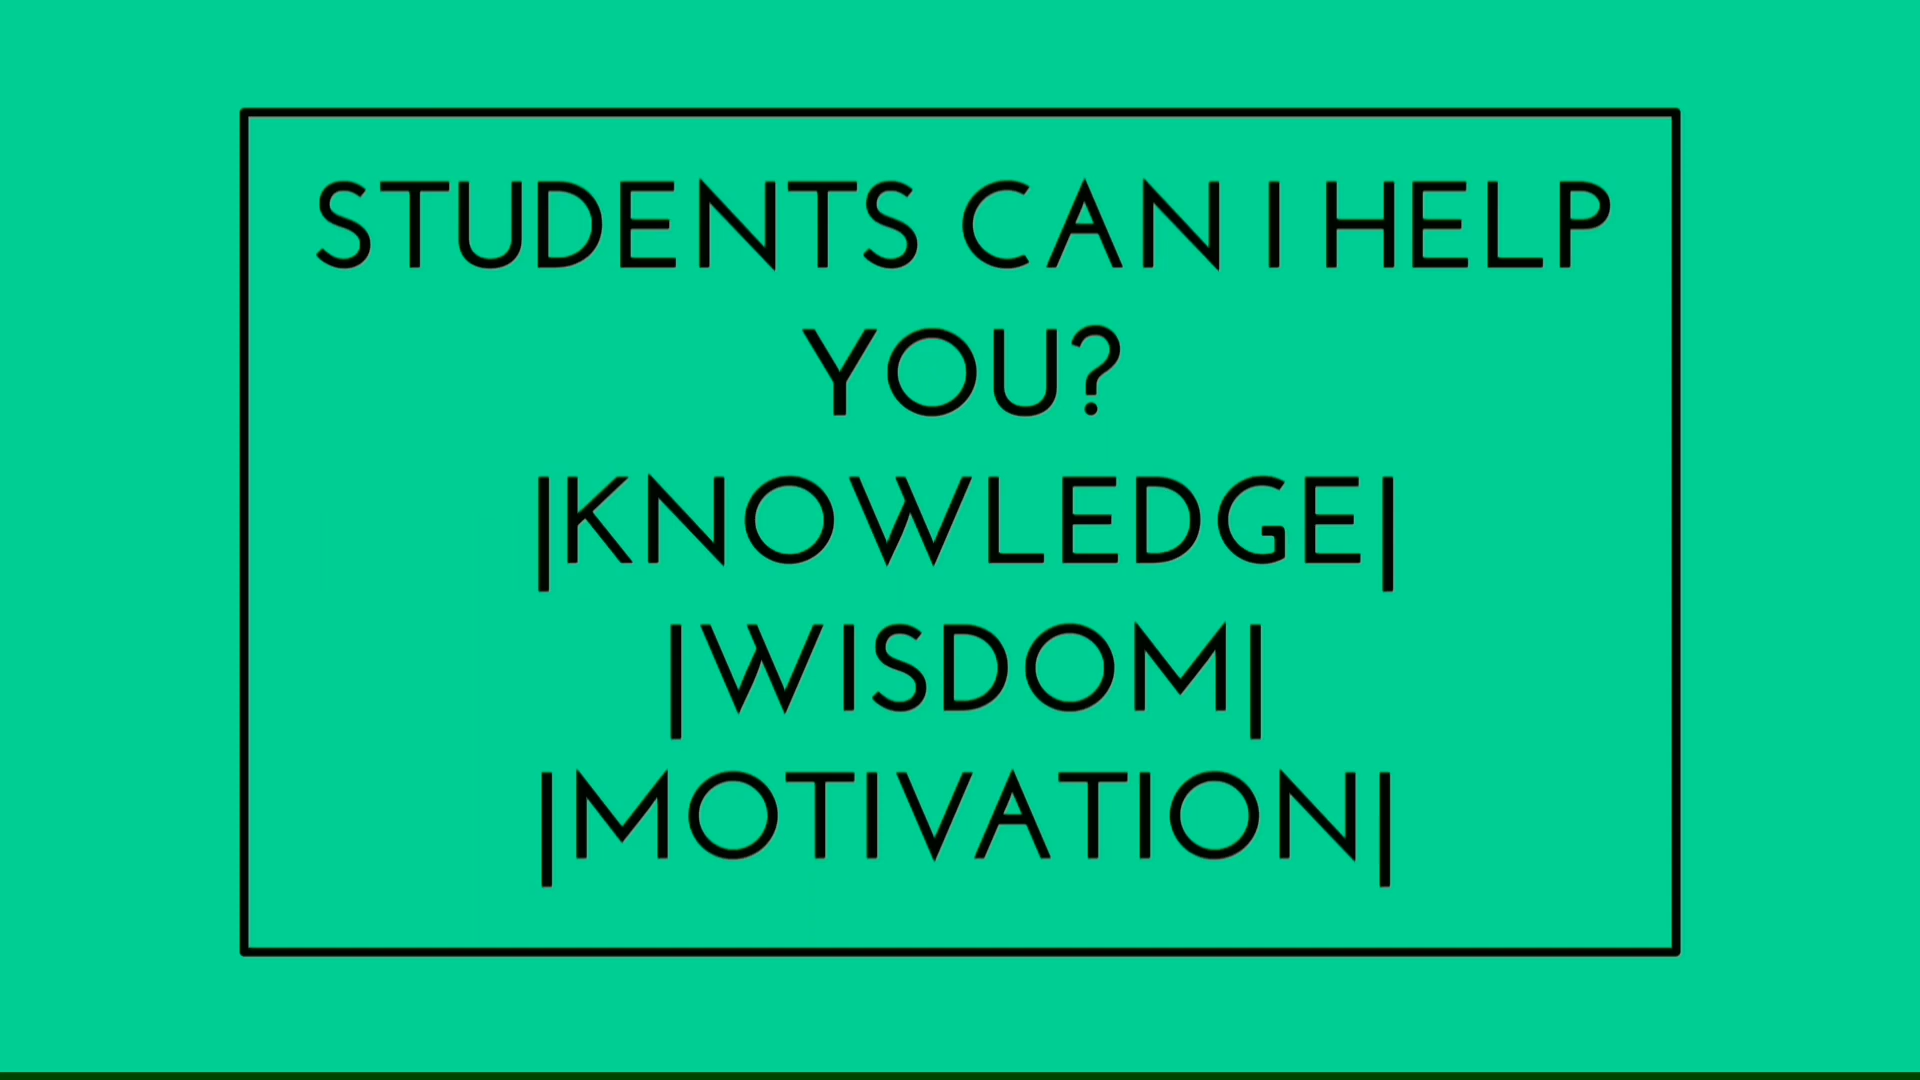 STUDENTS CAN I HELP
YOU?
|KNOWLEDGE|
|WISDOM|
|MOTIVATION|